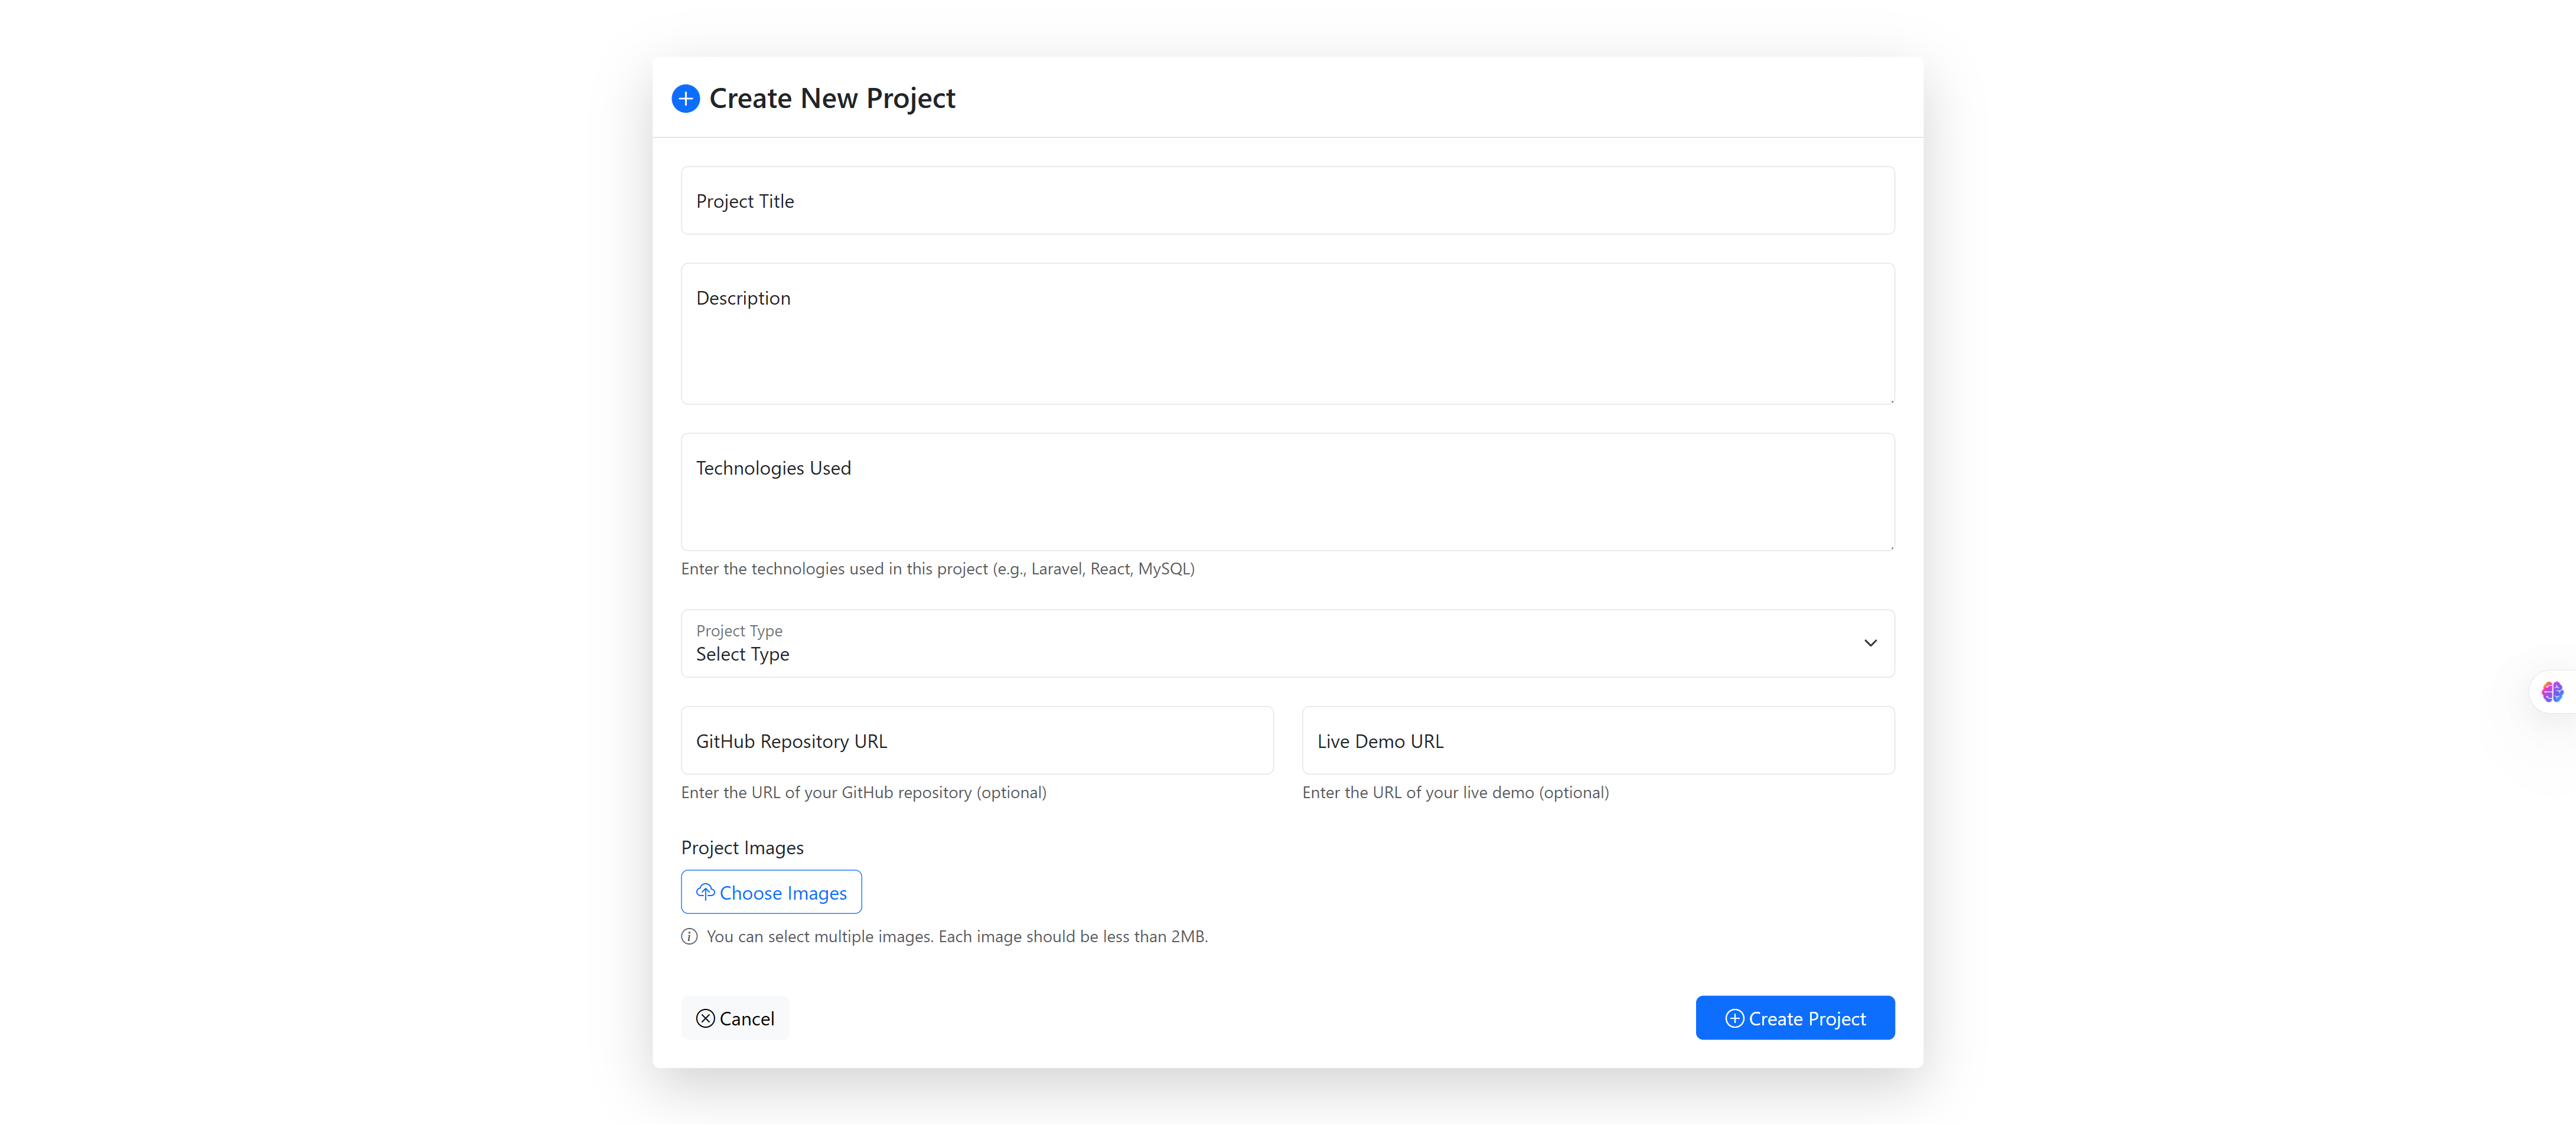 Create New Project
Project Title
Description
Technologies Used
Enter the technologies used in this project (e.g., Laravel, React, MySQL)
Project Type
Select Type
GitHub Repository URL
Live Demo URL
Enter the URL of your GitHub repository (optional)
Enter the URL of your live demo (optional)
Project Images
Choose Images
You can select multiple images. Each image should be less than 2MB.
Cancel
Create Project